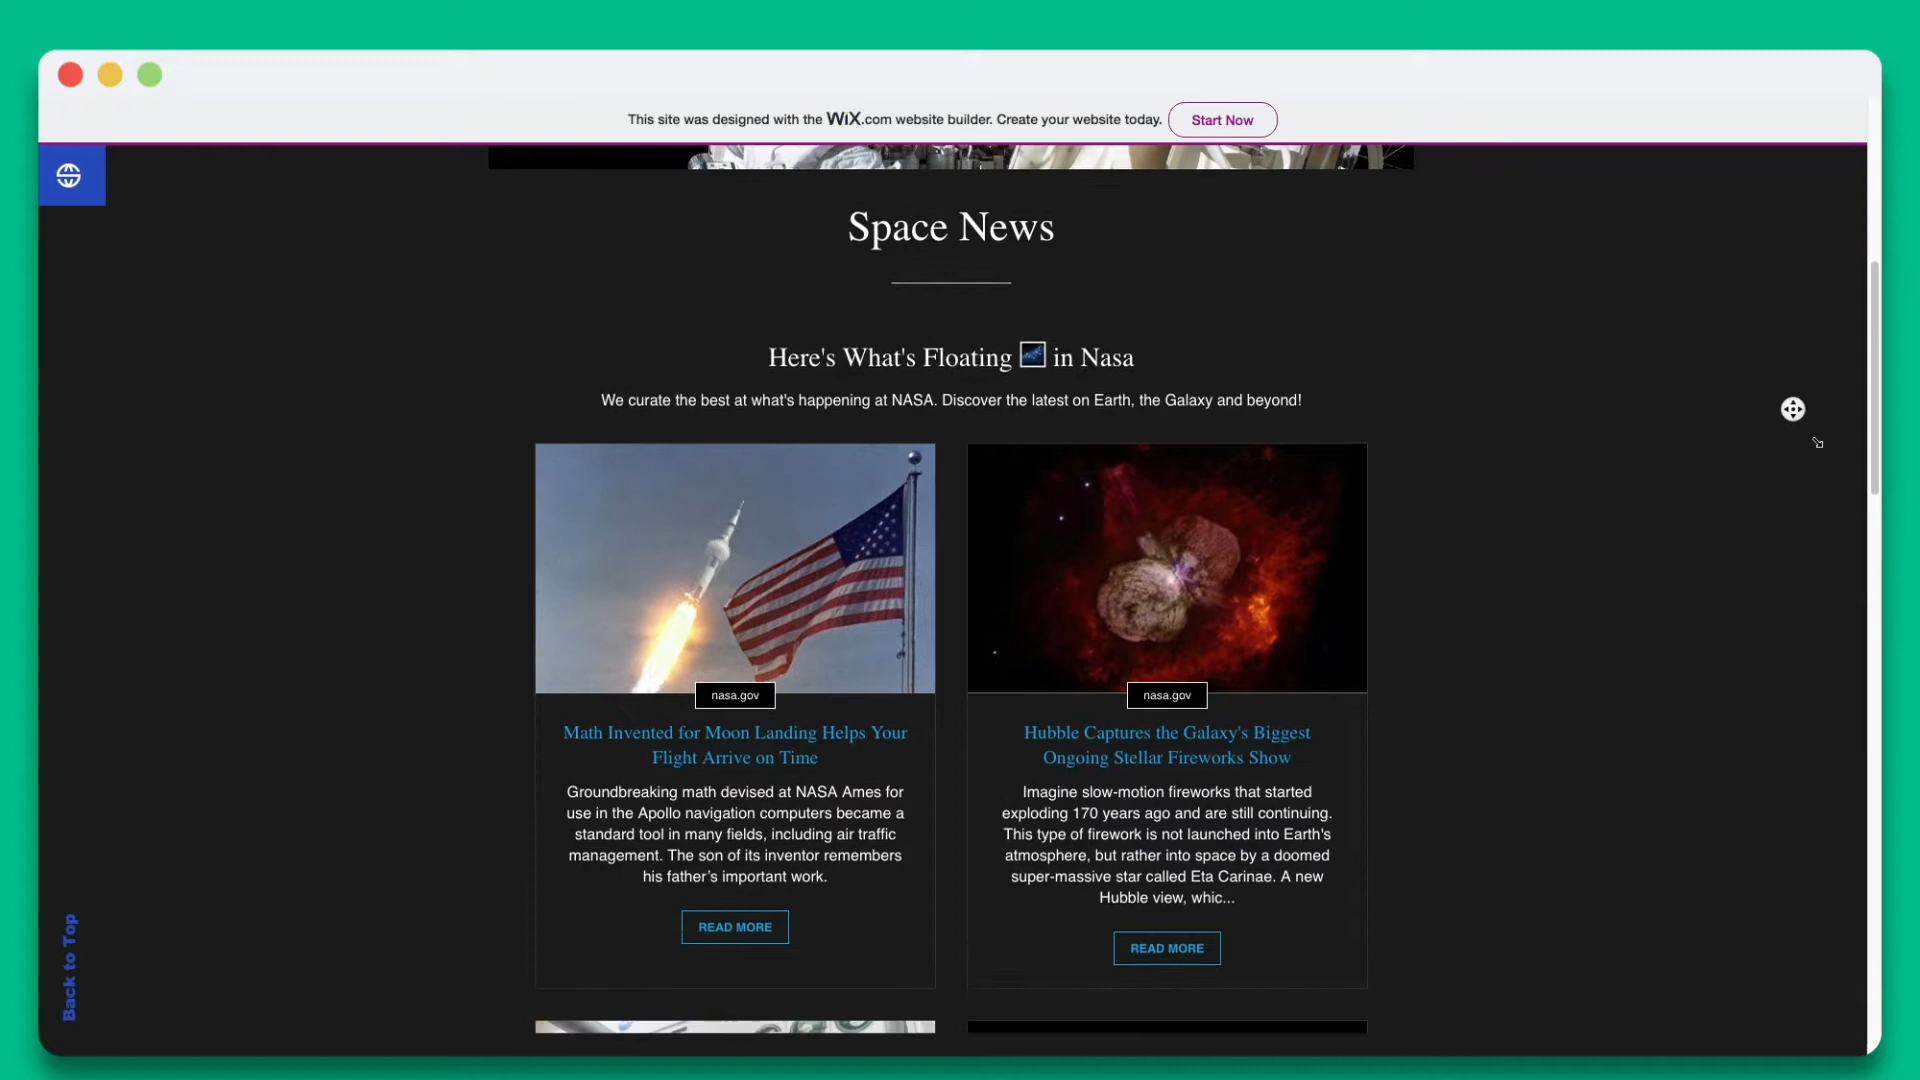 This site was designed with the WiX.com website builder. Create your website today. Start Now
Space News
Here's What's Floating 🌌 in Nasa
We curate the best at what's happening at NASA. Discover the latest on Earth, the Galaxy and beyond!
nasa.gov
Math Invented for Moon Landing Helps Your
Flight Arrive on Time
Groundbreaking math devised at NASA Ames for
use in the Apollo navigation computers became a
standard tool in many fields, including air traffic
management. The son of its inventor remembers
his father’s important work.
READ MORE
nasa.gov
Hubble Captures the Galaxy's Biggest
Ongoing Stellar Fireworks Show
Imagine slow-motion fireworks that started
exploding 170 years ago and are still continuing.
This type of firework is not launched into Earth's
atmosphere, but rather into space by a doomed
super-massive star called Eta Carinae. A new
Hubble view, whic...
READ MORE
Back to Top